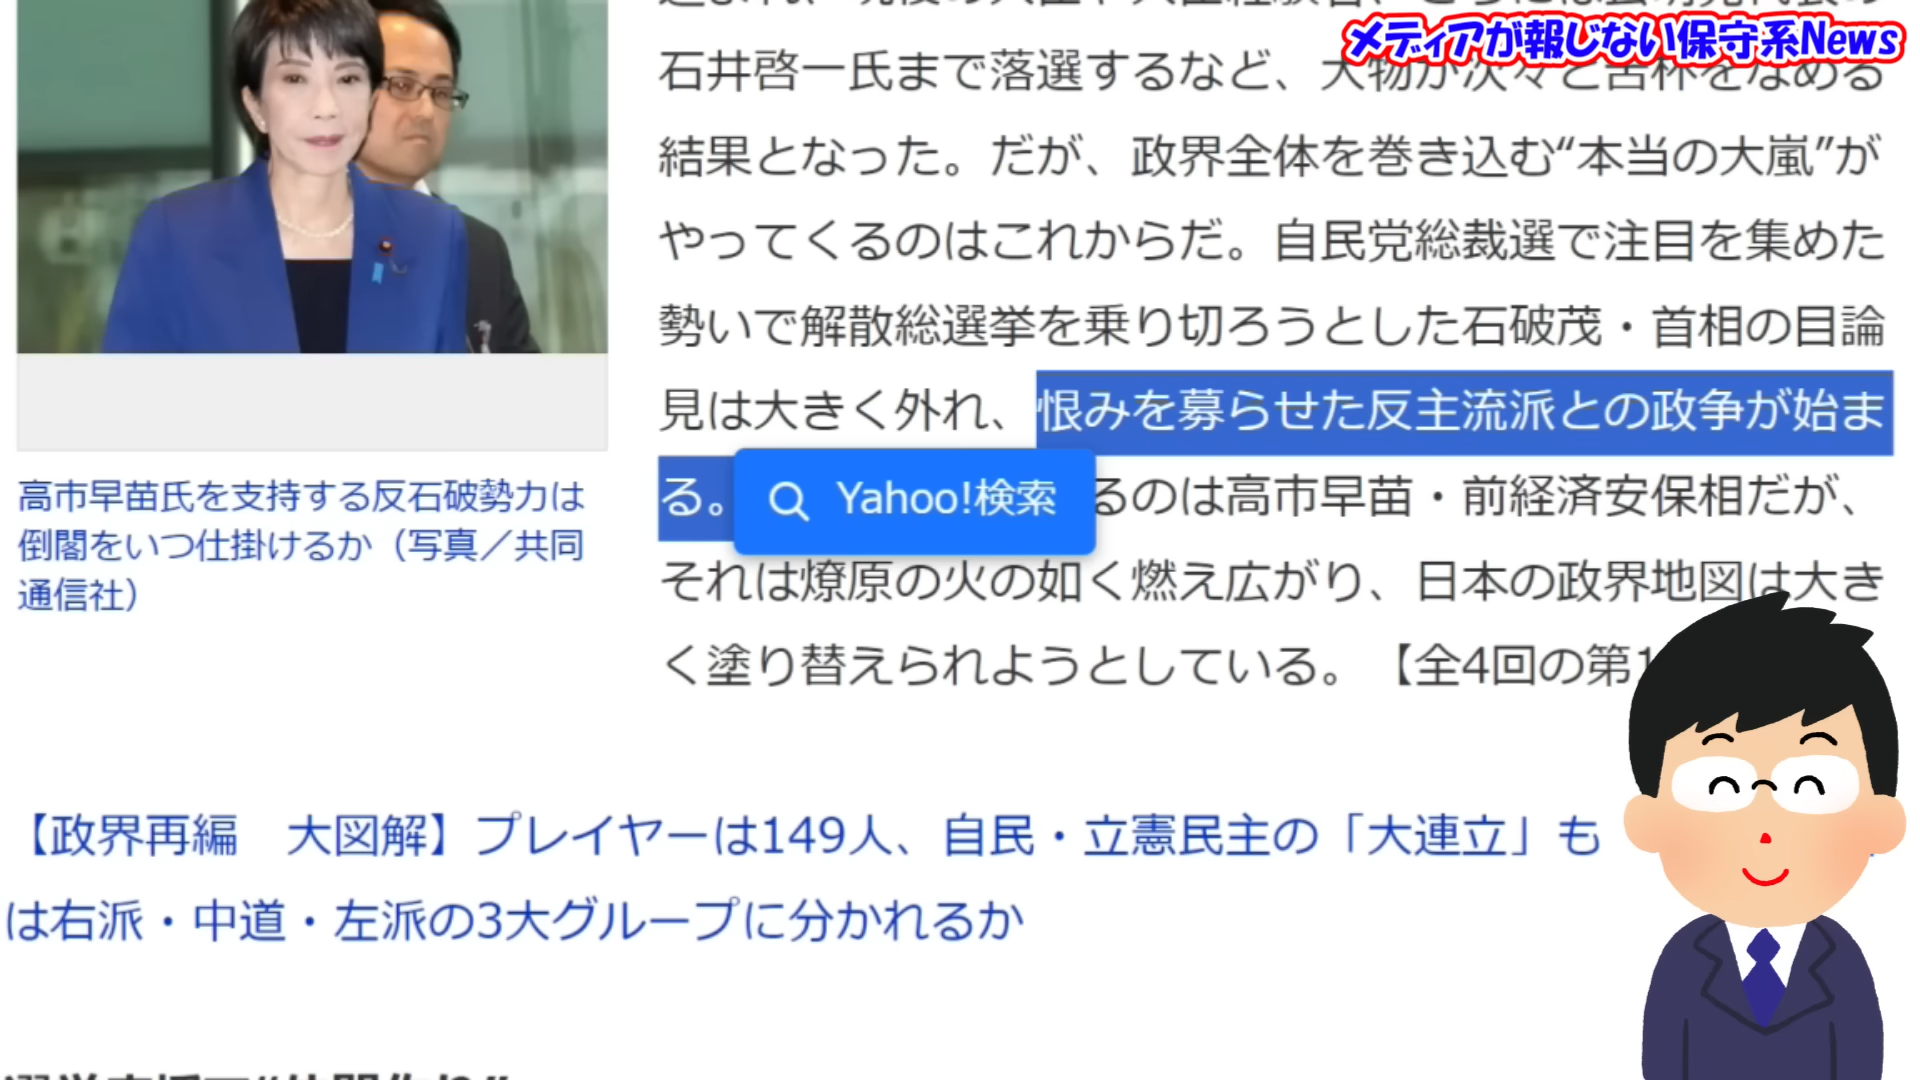 メディアが報じない保守系News
石井啓一氏まで落選するなど、大物が次々と苦杯をなめる
結果となった。だが、政界全体を巻き込む“本当の大嵐”が
やってくるのはこれからだ。自民党総裁選で注目を集めた
勢いで解散総選挙を乗り切ろうとした石破茂・首相の目論
見は大きく外れ、恨みを募らせた反主流派との政争が始ま
る。
Yahoo!検索
るのは高市早苗・前経済安保相だが、
それは燎原の火の如く燃え広がり、日本の政界地図は大き
く塗り替えられようとしている。【全4回の第1
高市早苗氏を支持する反石破勢力は
倒閣をいつ仕掛けるか（写真／共同
通信社）
【政界再編　大図解】プレイヤーは149人、自民・立憲民主の「大連立」も
は右派・中道・左派の3大グループに分かれるか